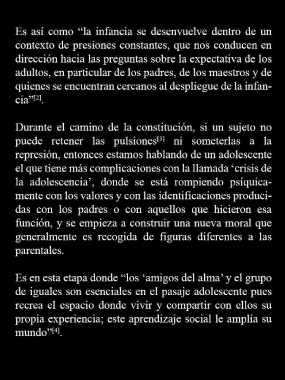 Es así como “la infancia se desenvuelve dentro de un
contexto de presiones constantes, que nos conducen en
dirección hacia las preguntas sobre la expectativa de los
adultos, en particular de los padres, de los maestros y de
quienes se encuentran cercanos al despliegue de la infan-
cia”[2].
Durante el camino de la constitución, si un sujeto no
puede retener las pulsiones[3] ni someterlas a la
represión, entonces estamos hablando de un adolescente
el que tiene más complicaciones con la llamada ‘crisis de
la adolescencia’, donde se está rompiendo psíquica-
mente con los valores y con las identificaciones produci-
das con los padres o con aquellos que hicieron esa
función, y se empieza a construir una nueva moral que
generalmente es recogida de figuras diferentes a las
parentales.
Es en esta etapa donde “los ‘amigos del alma’ y el grupo
de iguales son esenciales en el pasaje adolescente pues
recrea el espacio donde vivir y compartir con ellos su
propia experiencia; este aprendizaje social le amplía su
mundo”[4].